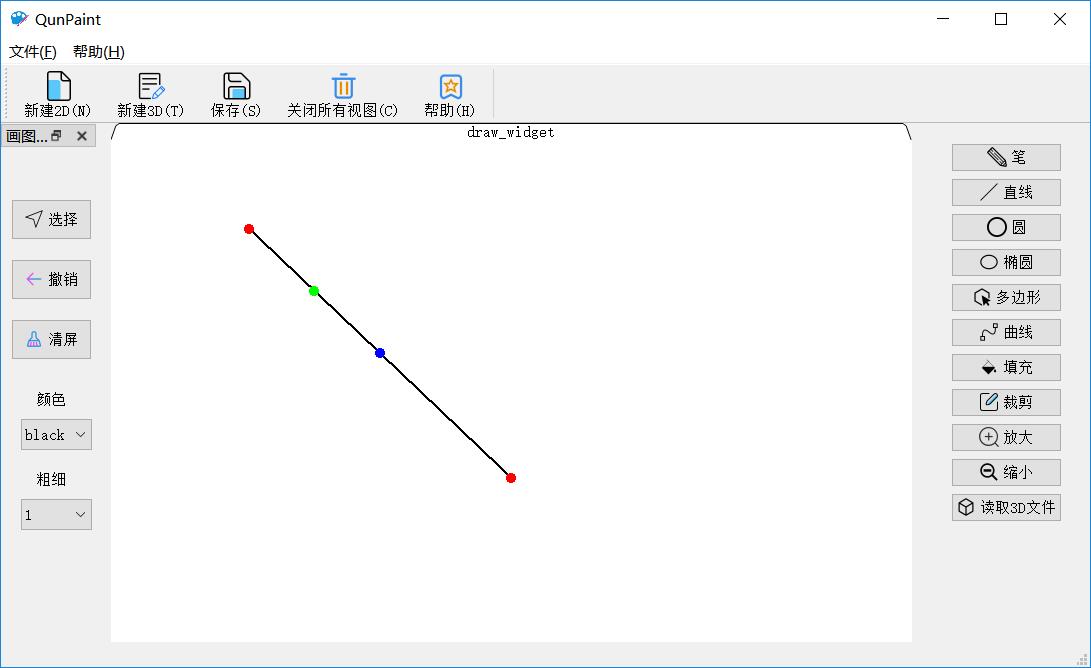 QunPaint
文件(F) 帮助(H)
新建2D(N) 新建3D(T) 保存(S) 关闭所有视图(C) 帮助(H)
画图...
draw_widget
选择
撤销
清屏
颜色
black
粗细
1
笔
直线
圆
椭圆
多边形
曲线
填充
裁剪
放大
缩小
读取3D文件